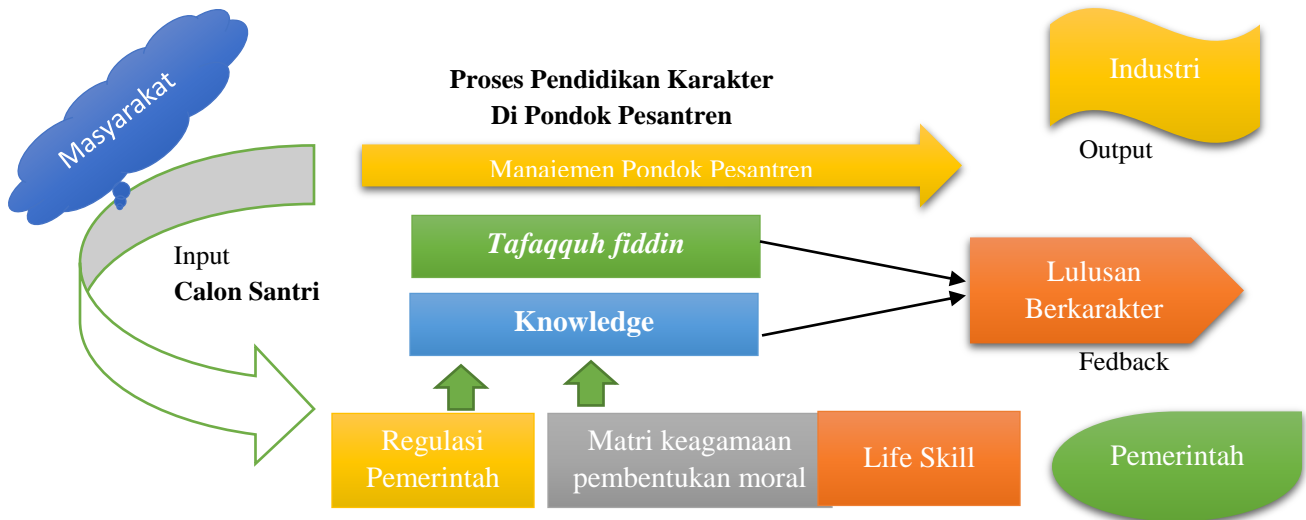 Masyarakat
Proses Pendidikan Karakter
Di Pondok Pesantren
Industri
Output
Manajemen Pondok Pesantren
Input
Calon Santri
Tafaqquh fiddin
Knowledge
Lulusan
Berkarakter
Fedback
Regulasi
Pemerintah
Matri keagamaan
pembentukan moral
Life Skill
Pemerintah